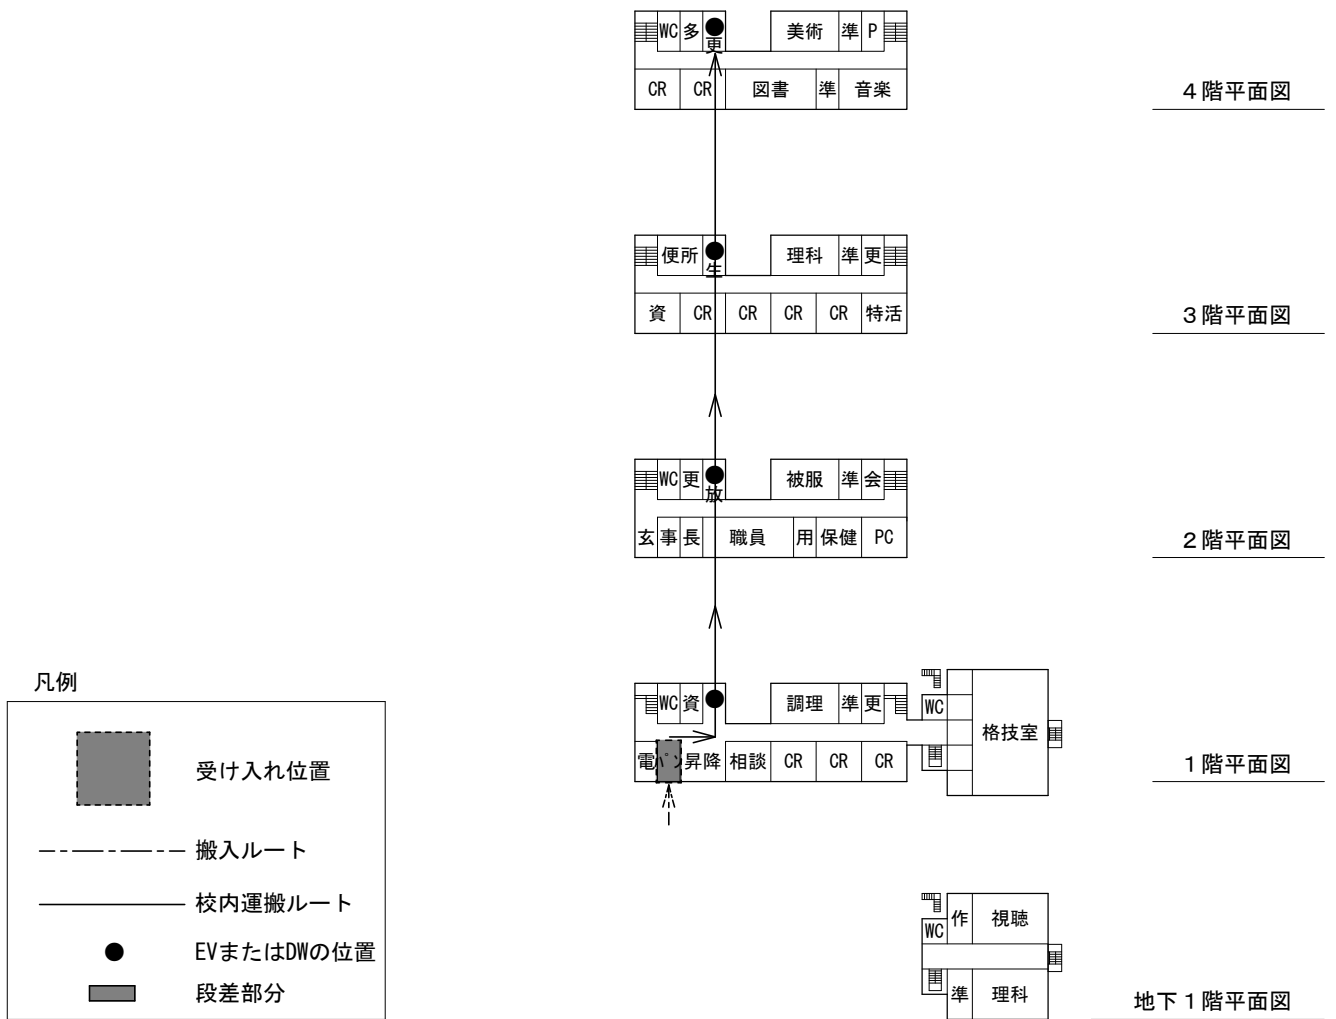 WC 多 更 美術 準 P
CR CR 図書 準 音楽
4階平面図
便所 生 理科 準 更
資 CR CR CR CR 特活
3階平面図
WC 更 放 被服 準 会
玄 事 長 職員 用 保健 PC
2階平面図
WC 資 調理 準 更
WC
格技室
電 パン 昇降 相談 CR CR CR
1階平面図
作 視聴
WC
準 理科
地下1階平面図
凡例
受け入れ位置
搬入ルート
校内運搬ルート
EVまたはDWの位置
段差部分